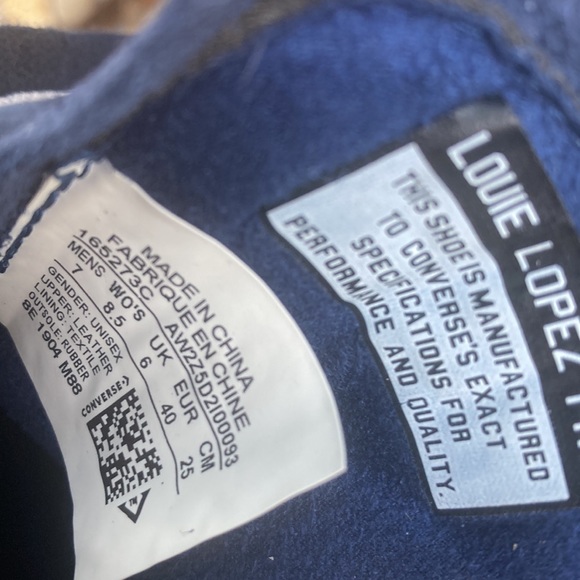 MADE IN CHINA
FABRIQUE EN CHINE
165273C AW225D2I00093
MENS WO'S UK EUR CM
7 8.5 6 40 25
GENDER: UNISEX
UPPER: LEATHER
LINING: TEXTILE
OUTSOLE: RUBBER
8E 1904 M88
CONVERSE
TM
LOUIE LOPEZ
THIS SHOE IS MANUFACTURED
TO CONVERSE'S EXACT
SPECIFICATIONS FOR
PERFORMANCE AND QUALITY.